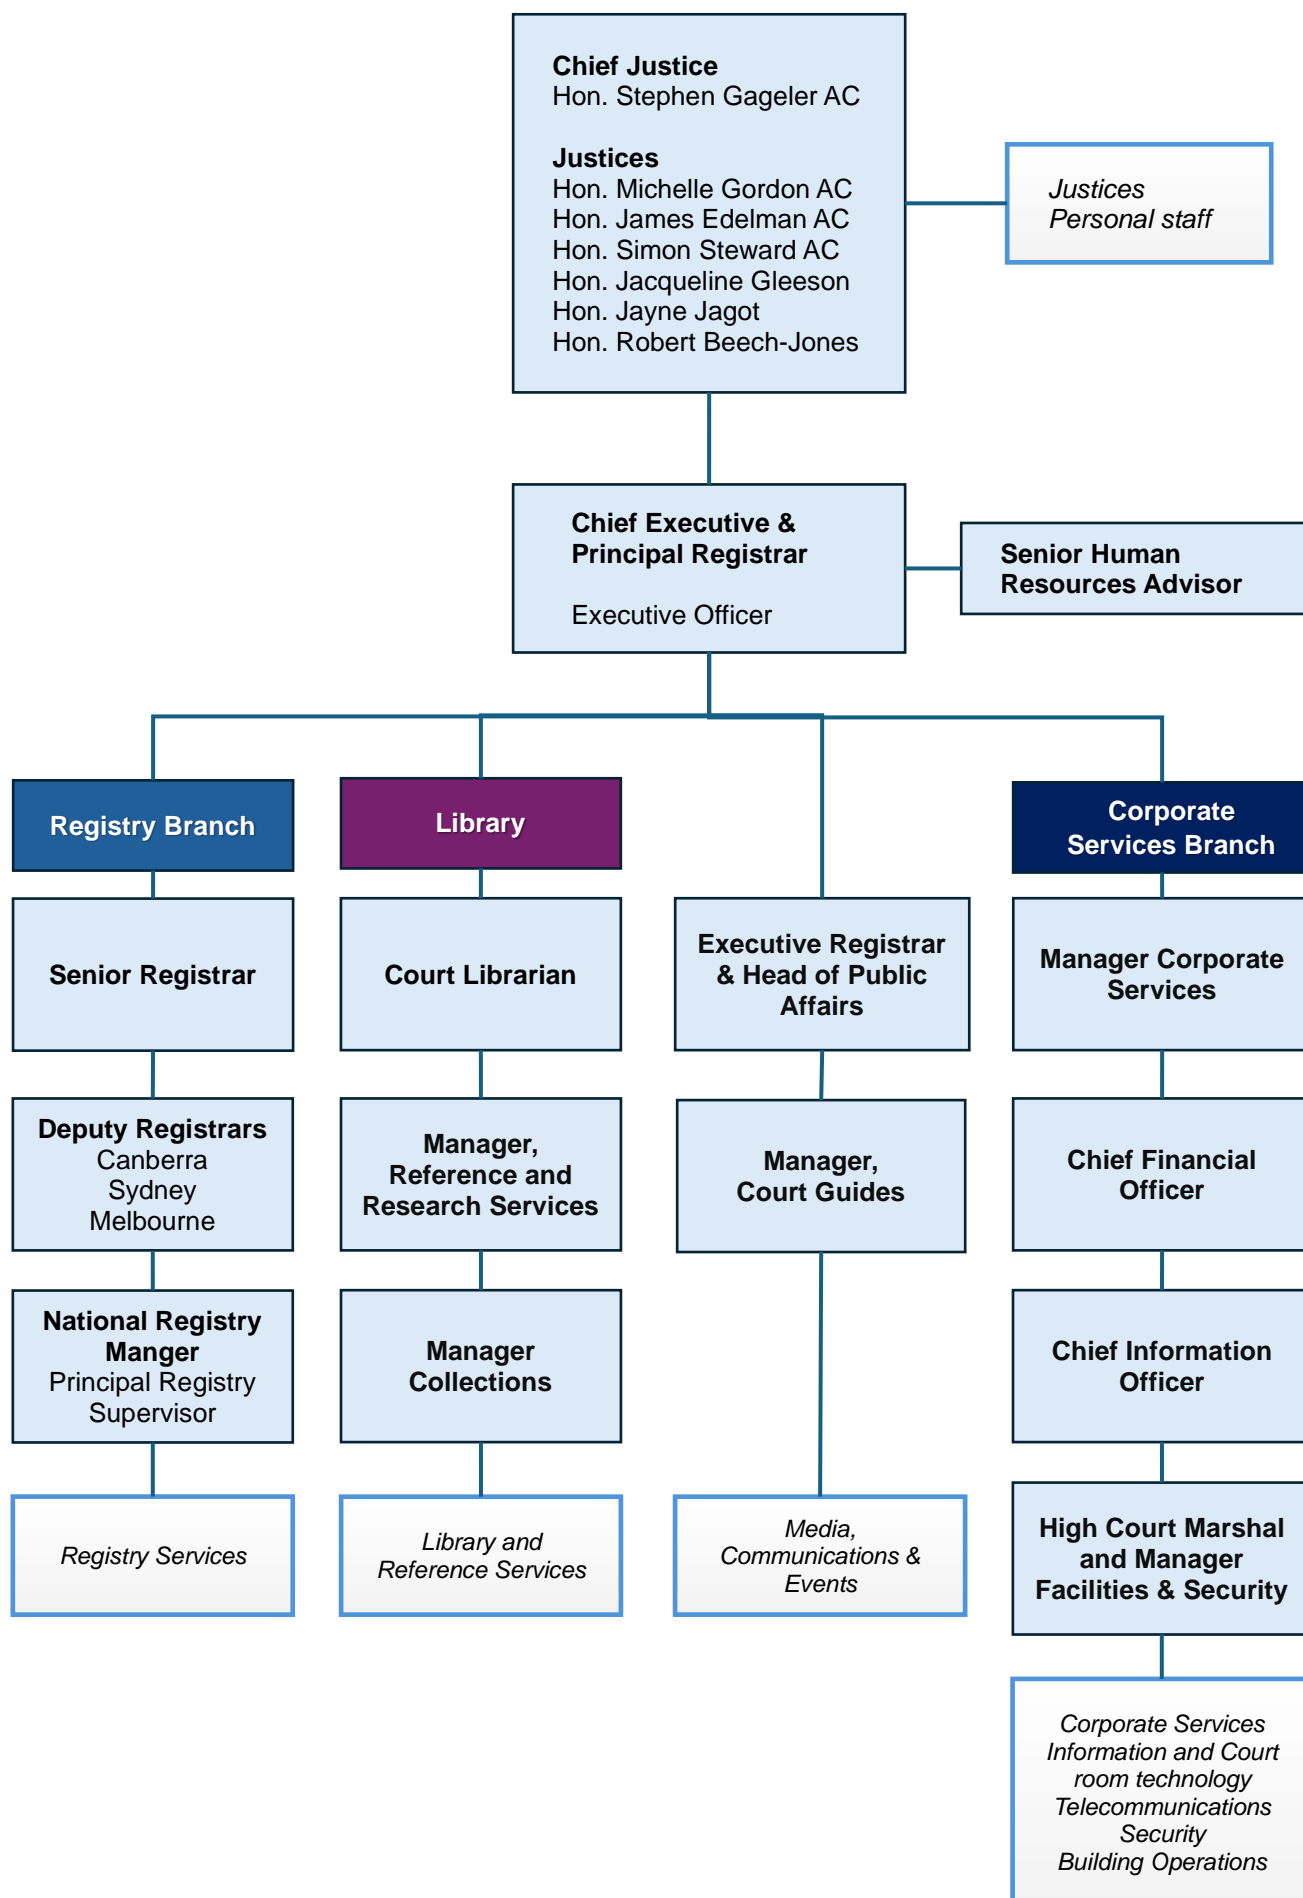 Chief Justice
Hon. Stephen Gageler AC
Justices
Hon. Michelle Gordon AC
Hon. James Edelman AC
Hon. Simon Steward AC
Hon. Jacqueline Gleeson
Hon. Jayne Jagot
Hon. Robert Beech-Jones
Justices
Personal staff
Chief Executive &
Principal Registrar
Executive Officer
Senior Human
Resources Advisor
Registry Branch
Senior Registrar
Deputy Registrars
Canberra
Sydney
Melbourne
National Registry
Manger
Principal Registry
Supervisor
Registry Services
Library
Court Librarian
Manager,
Reference and
Research Services
Manager
Collections
Library and
Reference Services
Executive Registrar
& Head of Public
Affairs
Manager,
Court Guides
Media,
Communications &
Events
Corporate
Services Branch
Manager Corporate
Services
Chief Financial
Officer
Chief Information
Officer
High Court Marshal
and Manager
Facilities & Security
Corporate Services
Information and Court
room technology
Telecommunications
Security
Building Operations